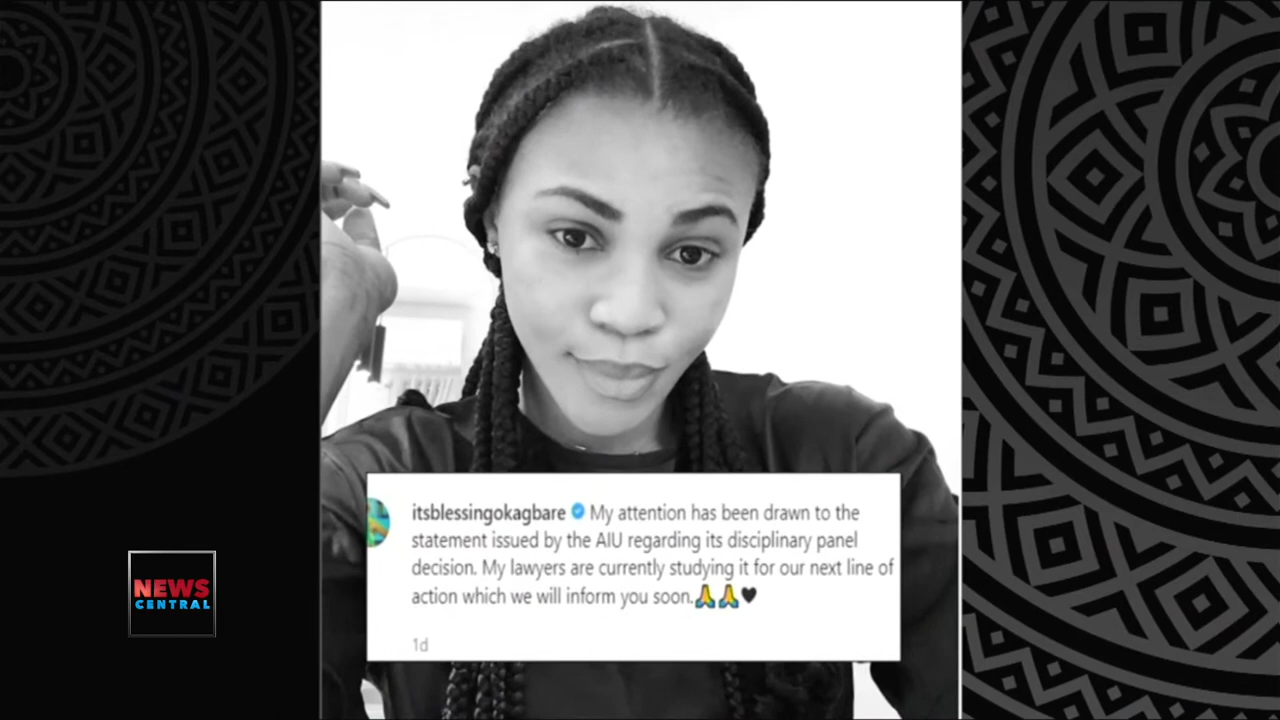 itsblessingokagbare My attention has been drawn to the
statement issued by the AIU regarding its disciplinary panel
decision. My lawyers are currently studying it for our next line of
action which we will inform you soon.🙏🙏🖤
1d
NEWS
CENTRAL